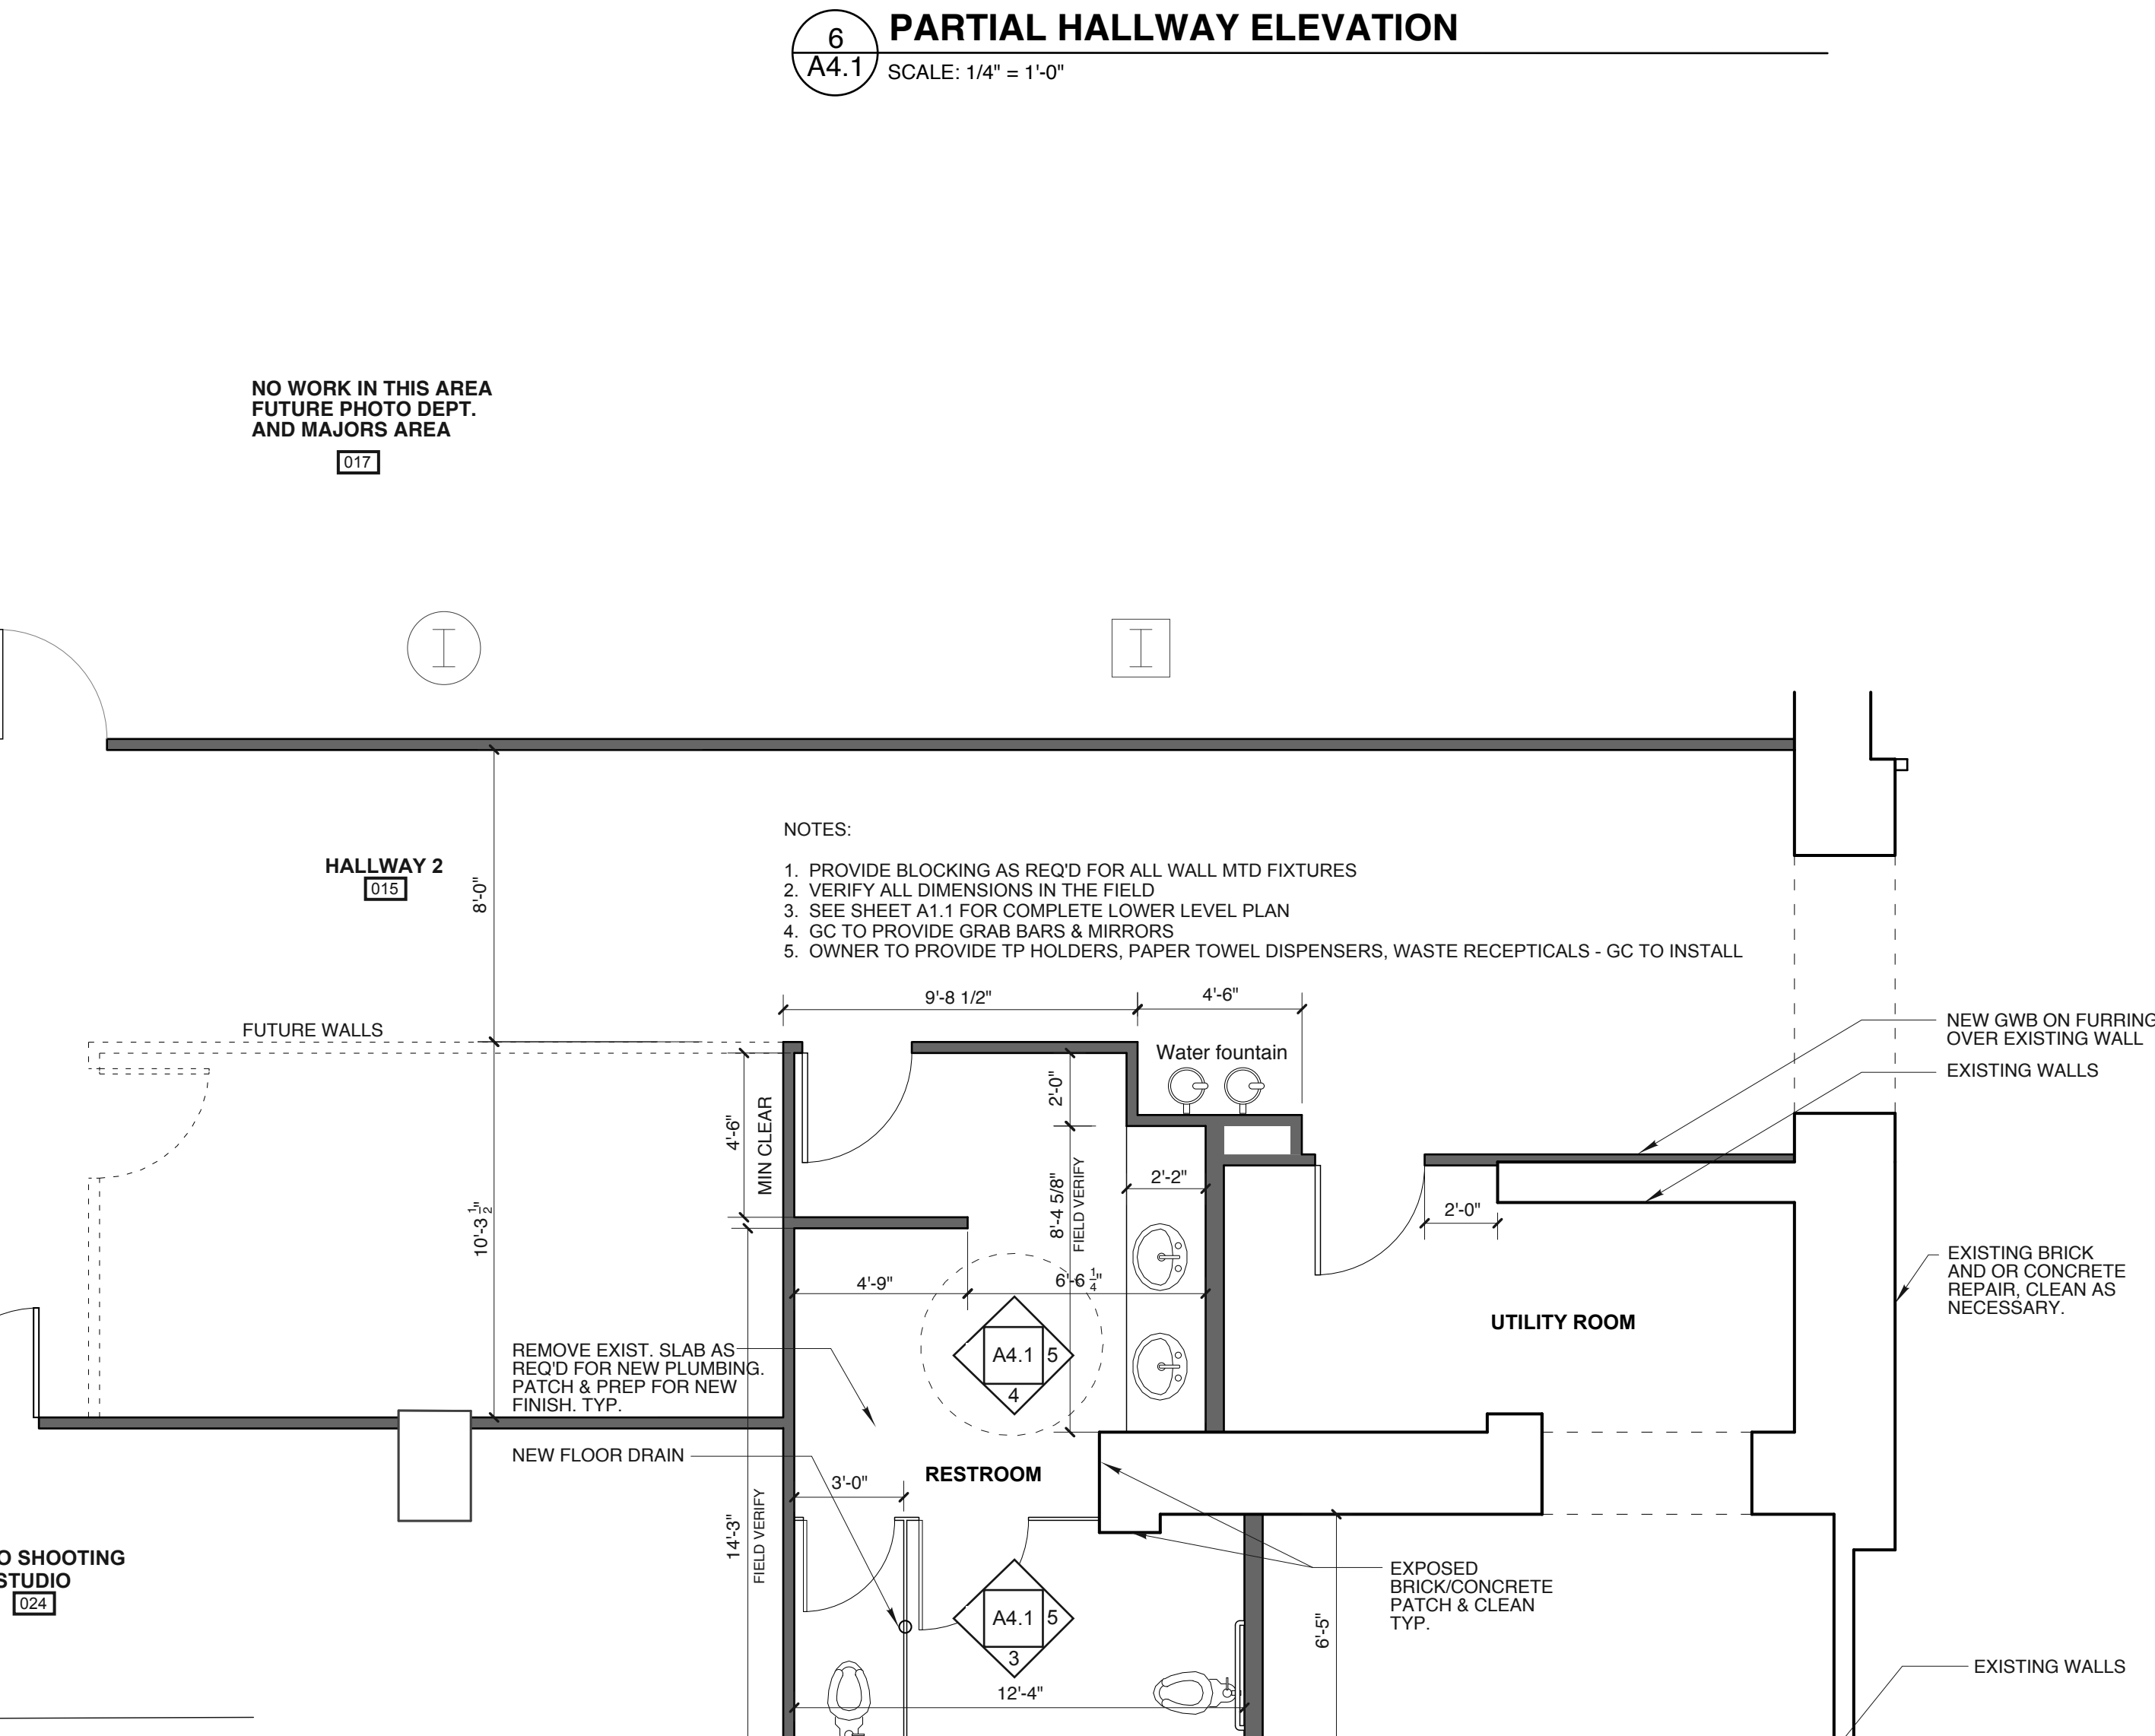 6
A4.1
PARTIAL HALLWAY ELEVATION
SCALE: 1/4" = 1'-0"
NO WORK IN THIS AREA
FUTURE PHOTO DEPT.
AND MAJORS AREA
017
HALLWAY 2
015
8'-0"
NOTES:
1. PROVIDE BLOCKING AS REQ'D FOR ALL WALL MTD FIXTURES
2. VERIFY ALL DIMENSIONS IN THE FIELD
3. SEE SHEET A1.1 FOR COMPLETE LOWER LEVEL PLAN
4. GC TO PROVIDE GRAB BARS & MIRRORS
5. OWNER TO PROVIDE TP HOLDERS, PAPER TOWEL DISPENSERS, WASTE RECEPTICALS - GC TO INSTALL
9'-8 1/2"
4'-6"
FUTURE WALLS
Water fountain
NEW GWB ON FURRING
OVER EXISTING WALL
EXISTING WALLS
4'-6"
MIN CLEAR
2'-0"
8'-4 5/8"
FIELD VERIFY
2'-2"
2'-0"
10'-3 1/2"
4'-9"
6'-6 1/4"
EXISTING BRICK
AND OR CONCRETE
REPAIR, CLEAN AS
NECESSARY.
UTILITY ROOM
A4.1
5
4
REMOVE EXIST. SLAB AS
REQ'D FOR NEW PLUMBING.
PATCH & PREP FOR NEW
FINISH. TYP.
NEW FLOOR DRAIN
RESTROOM
3'-0"
14'-3"
FIELD VERIFY
O SHOOTING
STUDIO
024
A4.1
5
3
EXPOSED
BRICK/CONCRETE
PATCH & CLEAN
TYP.
6'-5"
EXISTING WALLS
12'-4"